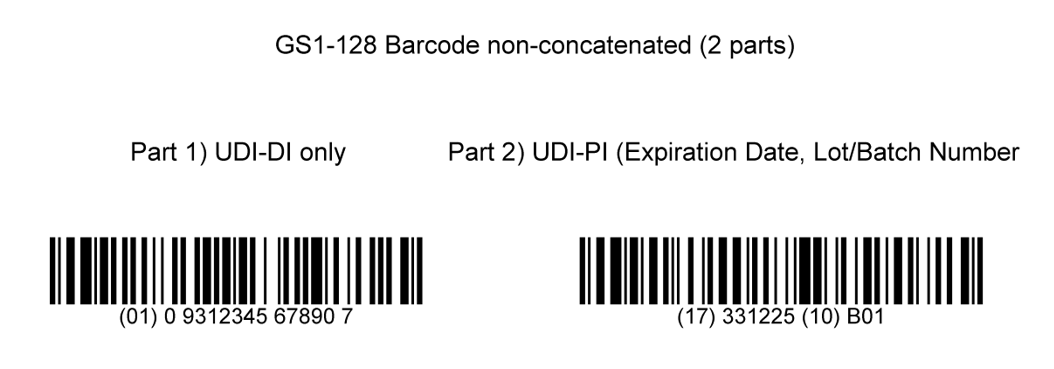 GS1-128 Barcode non-concatenated (2 parts)
Part 1) UDI-DI only
Part 2) UDI-PI (Expiration Date, Lot/Batch Number
(01) 0 9312345 67890 7
(17) 331225 (10) B01